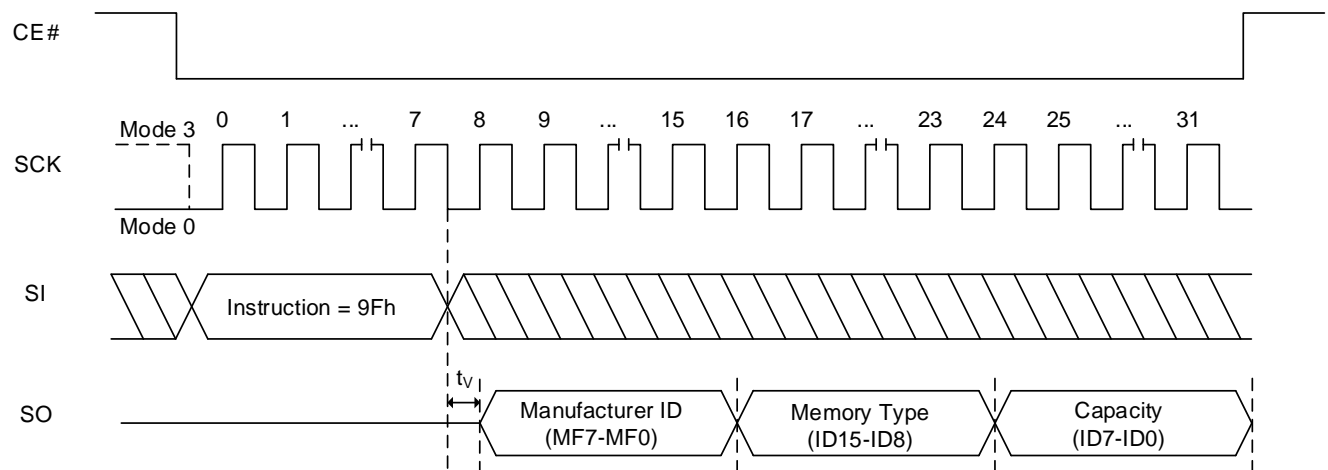 CE#
0 1 ... 7 8 9 ... 15 16 17 ... 23 24 25 ... 31
Mode 3
SCK
Mode 0
SI
Instruction = 9Fh
tV
SO
Manufacturer ID
(MF7-MF0)
Memory Type
(ID15-ID8)
Capacity
(ID7-ID0)